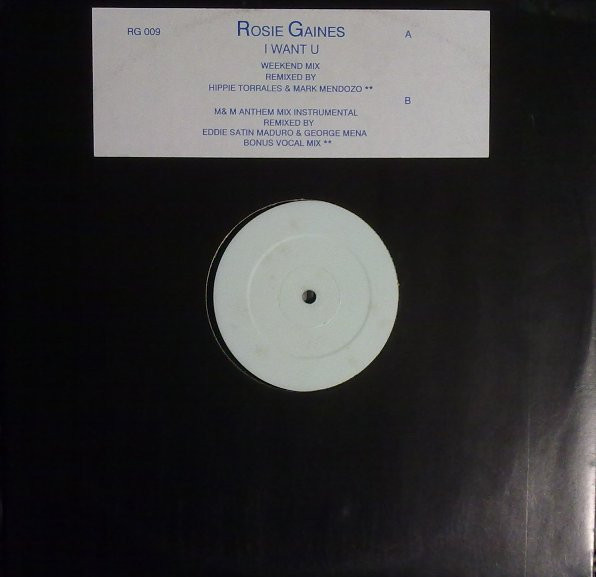 RG 009
ROSIE GAINES
A
I WANT U
WEEKEND MIX
REMIXED BY
HIPPIE TORRALES & MARK MENDOZO **
B
M& M ANTHEM MIX INSTRUMENTAL
REMIXED BY
EDDIE SATIN MADURO & GEORGE MENA
BONUS VOCAL MIX **